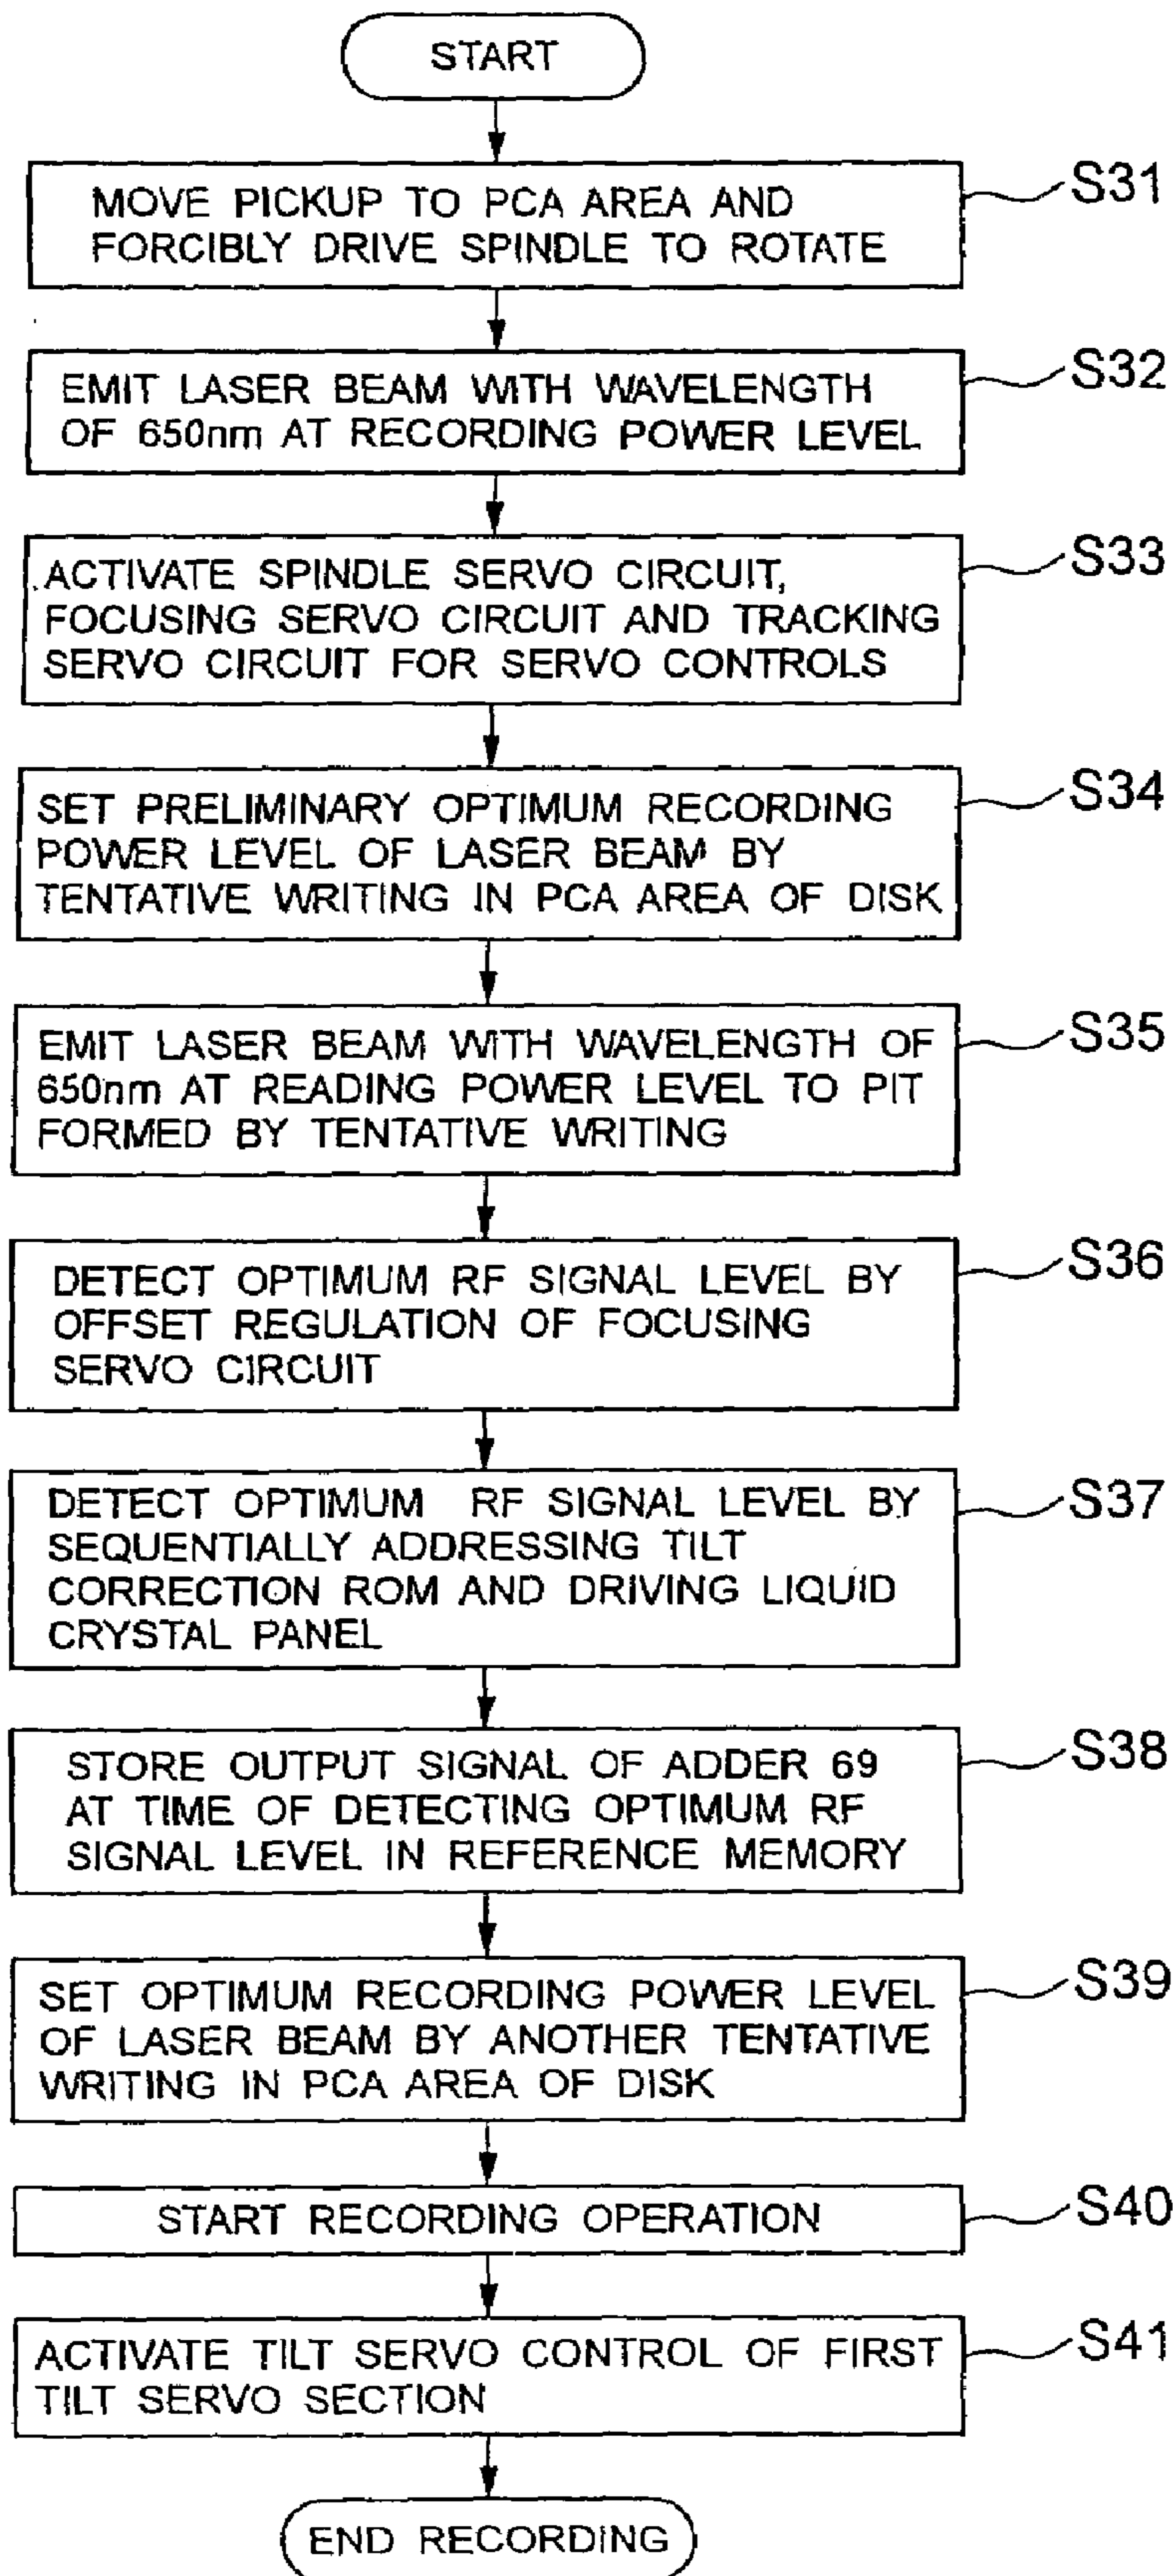 START
MOVE PICKUP TO PCA AREA AND
FORCIBLY DRIVE SPINDLE TO ROTATE
S31
EMIT LASER BEAM WITH WAVELENGTH
OF 650nm AT RECORDING POWER LEVEL
S32
ACTIVATE SPINDLE SERVO CIRCUIT,
FOCUSING SERVO CIRCUIT AND TRACKING
SERVO CIRCUIT FOR SERVO CONTROLS
S33
SET PRELIMINARY OPTIMUM RECORDING
POWER LEVEL OF LASER BEAM BY
TENTATIVE WRITING IN PCA AREA OF DISK
S34
EMIT LASER BEAM WITH WAVELENGTH OF
650nm AT READING POWER LEVEL TO PIT
FORMED BY TENTATIVE WRITING
S35
DETECT OPTIMUM RF SIGNAL LEVEL BY
OFFSET REGULATION OF FOCUSING
SERVO CIRCUIT
S36
DETECT OPTIMUM RF SIGNAL LEVEL BY
SEQUENTIALLY ADDRESSING TILT
CORRECTION ROM AND DRIVING LIQUID
CRYSTAL PANEL
S37
STORE OUTPUT SIGNAL OF ADDER 69
AT TIME OF DETECTING OPTIMUM RF
SIGNAL LEVEL IN REFERENCE MEMORY
S38
SET OPTIMUM RECORDING POWER LEVEL
OF LASER BEAM BY ANOTHER TENTATIVE
WRITING IN PCA AREA OF DISK
S39
START RECORDING OPERATION
S40
ACTIVATE TILT SERVO CONTROL OF FIRST
TILT SERVO SECTION
S41
END RECORDING